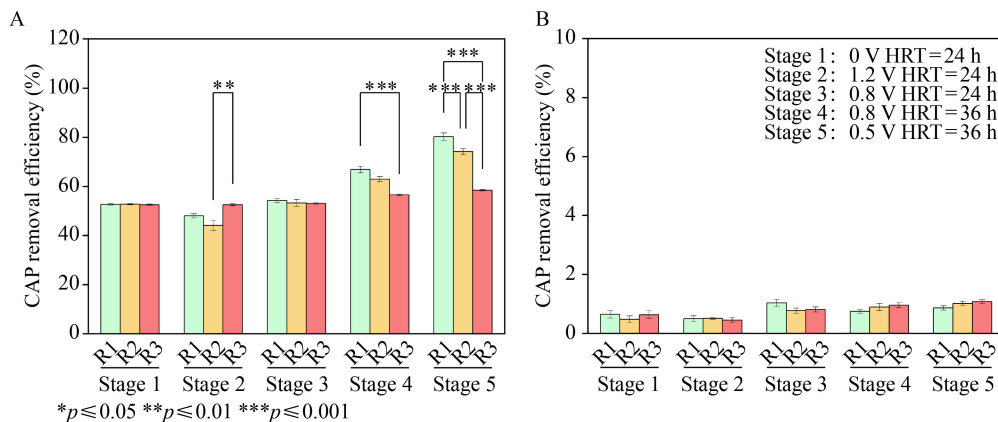 A
CAP removal efficiency (%)
120
100
80
60
40
20
0
**
***
***
***
***
R1 R2 R3 R1 R2 R3 R1 R2 R3 R1 R2 R3 R1 R2 R3
Stage 1 Stage 2 Stage 3 Stage 4 Stage 5
*p≤0.05 **p≤0.01 ***p≤0.001
B
CAP removal efficiency (%)
10
8
6
4
2
0
Stage 1: 0 V HRT=24 h
Stage 2: 1.2 V HRT=24 h
Stage 3: 0.8 V HRT=24 h
Stage 4: 0.8 V HRT=36 h
Stage 5: 0.5 V HRT=36 h
R1 R2 R3 R1 R2 R3 R1 R2 R3 R1 R2 R3 R1 R2 R3
Stage 1 Stage 2 Stage 3 Stage 4 Stage 5